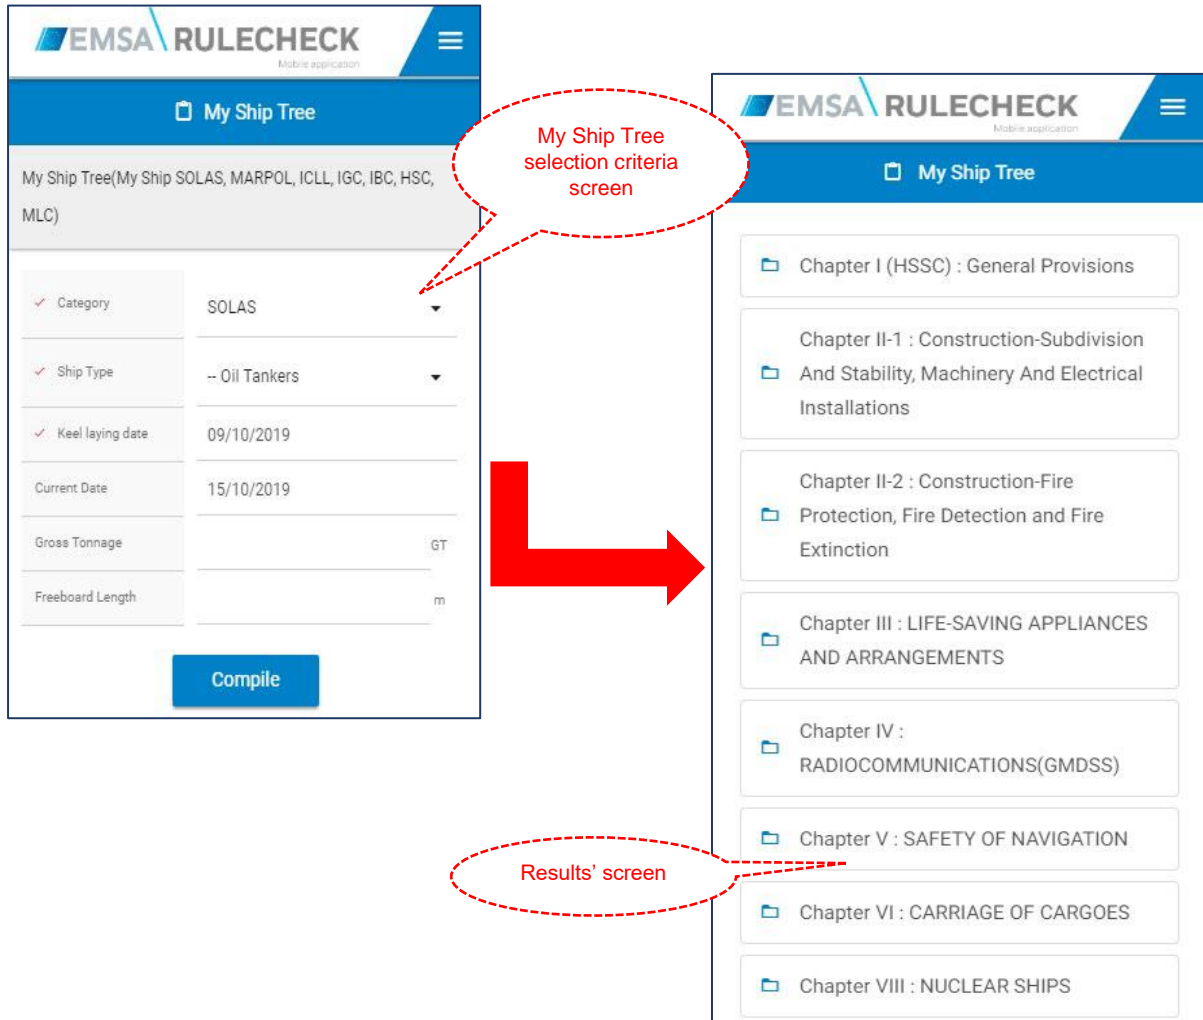 EMSA RULECHECK
Mobile application
My Ship Tree
My Ship Tree(My Ship SOLAS, MARPOL, ICLL, IGC, IBC, HSC,
MLC)
Category
SOLAS
Ship Type
-- Oil Tankers
Keel laying date
09/10/2019
Current Date
15/10/2019
Gross Tonnage
GT
Freeboard Length
m
Compile
My Ship Tree
selection criteria
screen
EMSA RULECHECK
Mobile application
My Ship Tree
Chapter I (HSSC) : General Provisions
Chapter II-1 : Construction-Subdivision
And Stability, Machinery And Electrical
Installations
Chapter II-2 : Construction-Fire
Protection, Fire Detection and Fire
Extinction
Chapter III : LIFE-SAVING APPLIANCES
AND ARRANGEMENTS
Chapter IV :
RADIOCOMMUNICATIONS(GMDSS)
Chapter V : SAFETY OF NAVIGATION
Results’ screen
Chapter VI : CARRIAGE OF CARGOES
Chapter VIII : NUCLEAR SHIPS